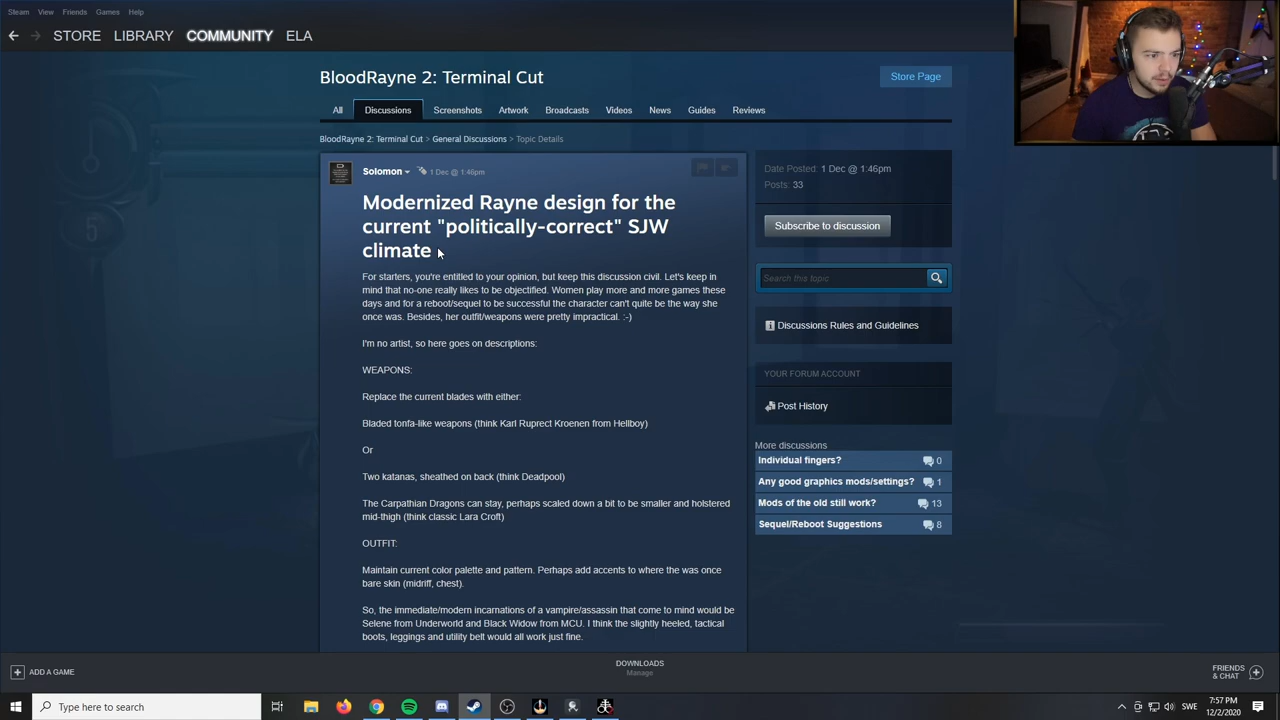 Steam View Friends Games Help
STORE LIBRARY COMMUNITY ELA
BloodRayne 2: Terminal Cut
Store Page
All Discussions Screenshots Artwork Broadcasts Videos News Guides Reviews
BloodRayne 2: Terminal Cut > General Discussions > Topic Details
Solomon 1 Dec @ 1:46pm
Modernized Rayne design for the
current "politically-correct" SJW
climate
For starters, you're entitled to your opinion, but keep this discussion civil. Let's keep in
mind that no-one really likes to be objectified. Women play more and more games these
days and for a reboot/sequel to be successful the character can't quite be the way she
once was. Besides, her outfit/weapons were pretty impractical. :-)
I'm no artist, so here goes on descriptions:
WEAPONS:
Replace the current blades with either:
Bladed tonfa-like weapons (think Karl Ruprect Kroenen from Hellboy)
Or
Two katanas, sheathed on back (think Deadpool)
The Carpathian Dragons can stay, perhaps scaled down a bit to be smaller and holstered
mid-thigh (think classic Lara Croft)
OUTFIT:
Maintain current color palette and pattern. Perhaps add accents to where the was once
bare skin (midriff, chest).
So, the immediate/modern incarnations of a vampire/assassin that come to mind would be
Selene from Underworld and Black Widow from MCU. I think the slightly heeled, tactical
boots, leggings and utility belt would all work just fine.
Date Posted: 1 Dec @ 1:46pm
Posts: 33
Subscribe to discussion
Search this topic
Discussions Rules and Guidelines
YOUR FORUM ACCOUNT
Post History
More discussions
Individual fingers? 0
Any good graphics mods/settings? 1
Mods of the old still work? 13
Sequel/Reboot Suggestions 8
ADD A GAME
DOWNLOADS
Manage
FRIENDS
& CHAT
Type here to search
SWE
7:57 PM
12/2/2020